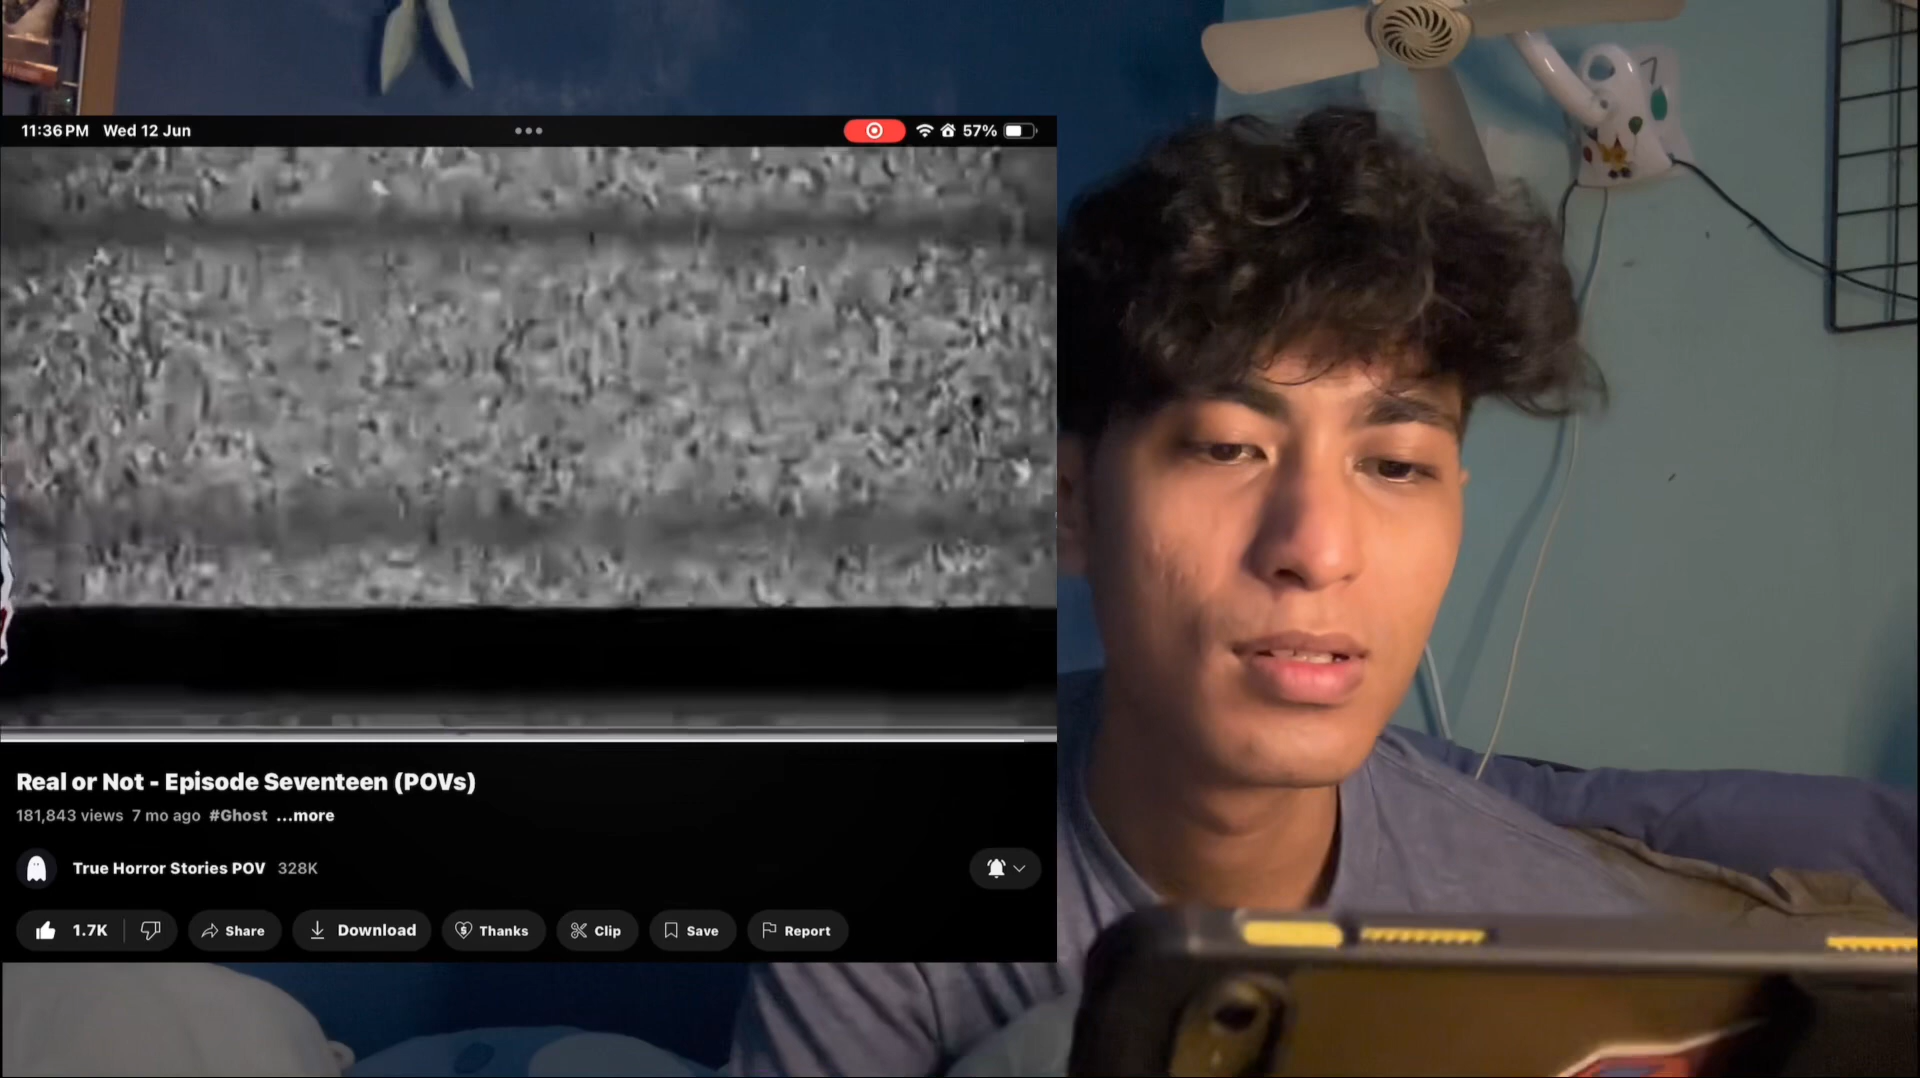 11:36 PM Wed 12 Jun
57%
Real or Not - Episode Seventeen (POVs)
181,843 views 7 mo ago #Ghost ...more
True Horror Stories POV 328K
1.7K Share Download Thanks Clip Save Report